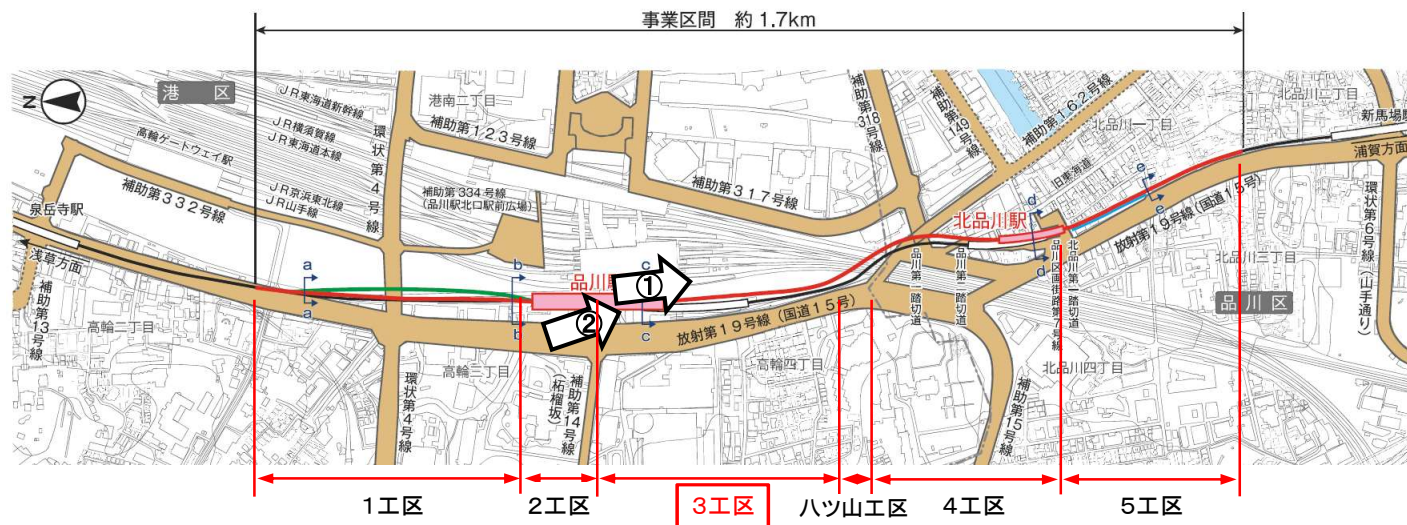 事業区間 約1.7km
N
港 区
JR東海道新幹線
JR横須賀線
JR東海道本線
高輪ゲートウェイ駅
JR京浜東北線
JR山手線
環状第4号線
港南二丁目
補助第123号線
補助第334号線
(品川駅北口駅前広場)
補助第332号線
泉岳寺駅
浅草方面
補助第13号線
高輪二丁目
a
a
b
b
品川駅
c
c
①
②
補助第317号線
補助第318号線
補助第149号線
補助第162号線
北品川一丁目
旧東海道
北品川二丁目
新馬場駅
浦賀方面
北品川駅
d
d
e
e
放射第19号線(国道15号)
放射第19号線(国道15号)
品川第一踏切道
品川第二踏切道
品川区画街路第7号線
北品川第一踏切道
北品川三丁目
品川区
環状第6号線(山手通り)
高輪三丁目
環状第4号線
補助第14号線
(柘榴坂)
高輪四丁目
補助第15号線
北品川四丁目
1工区
2工区
3工区
八ツ山工区
4工区
5工区